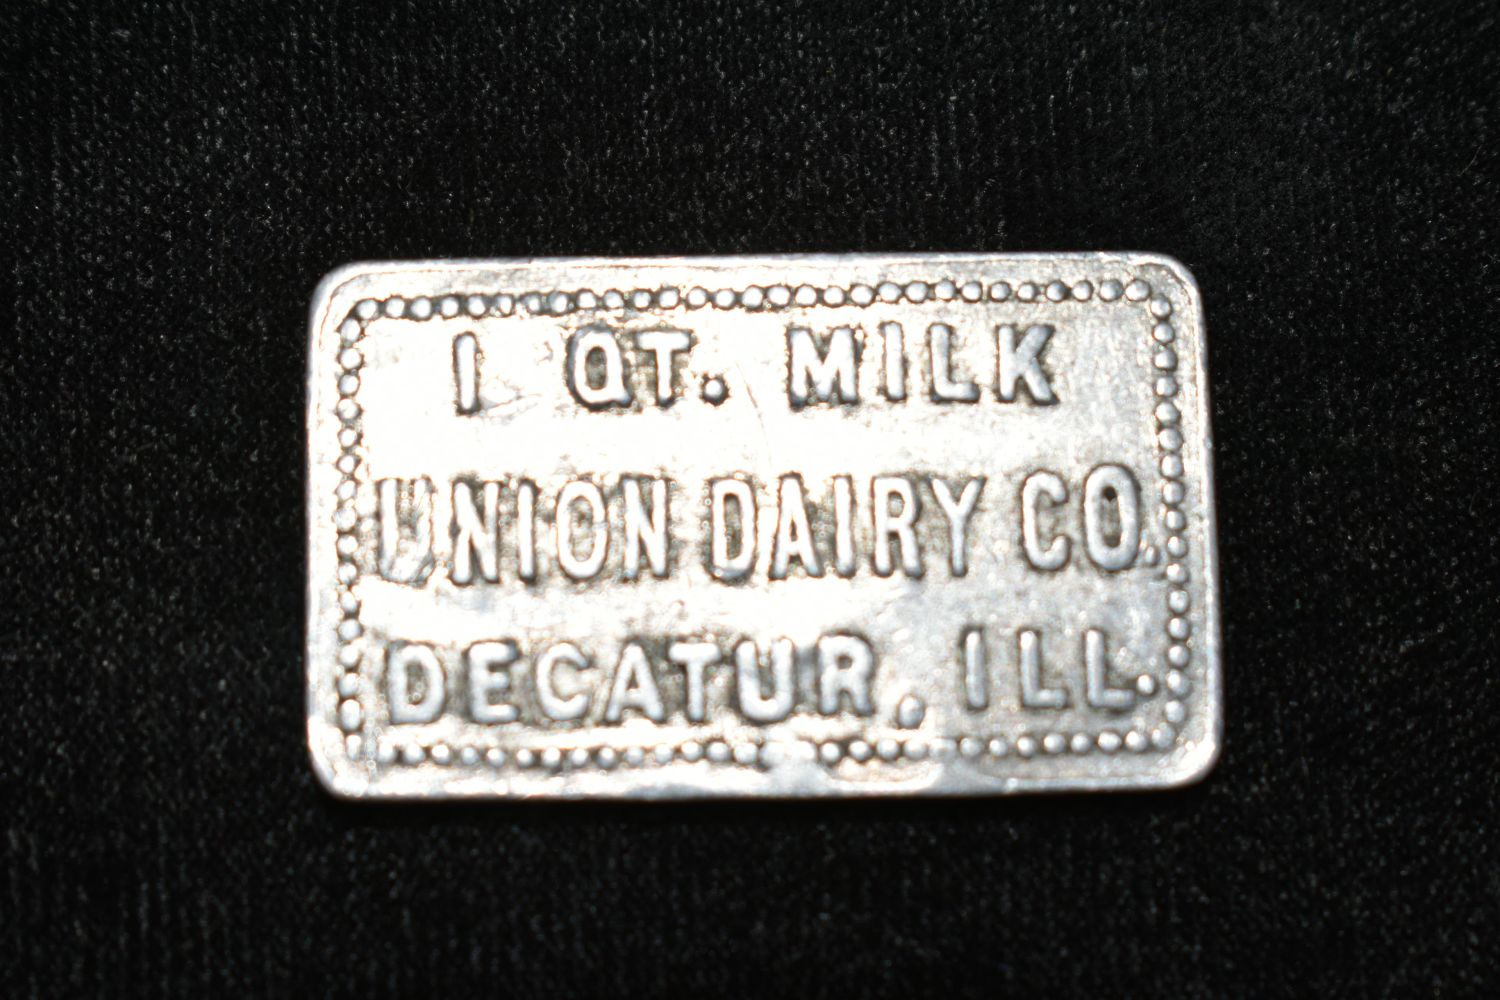 1 QT. MILK
UNION DAIRY CO.
DECATUR, ILL.